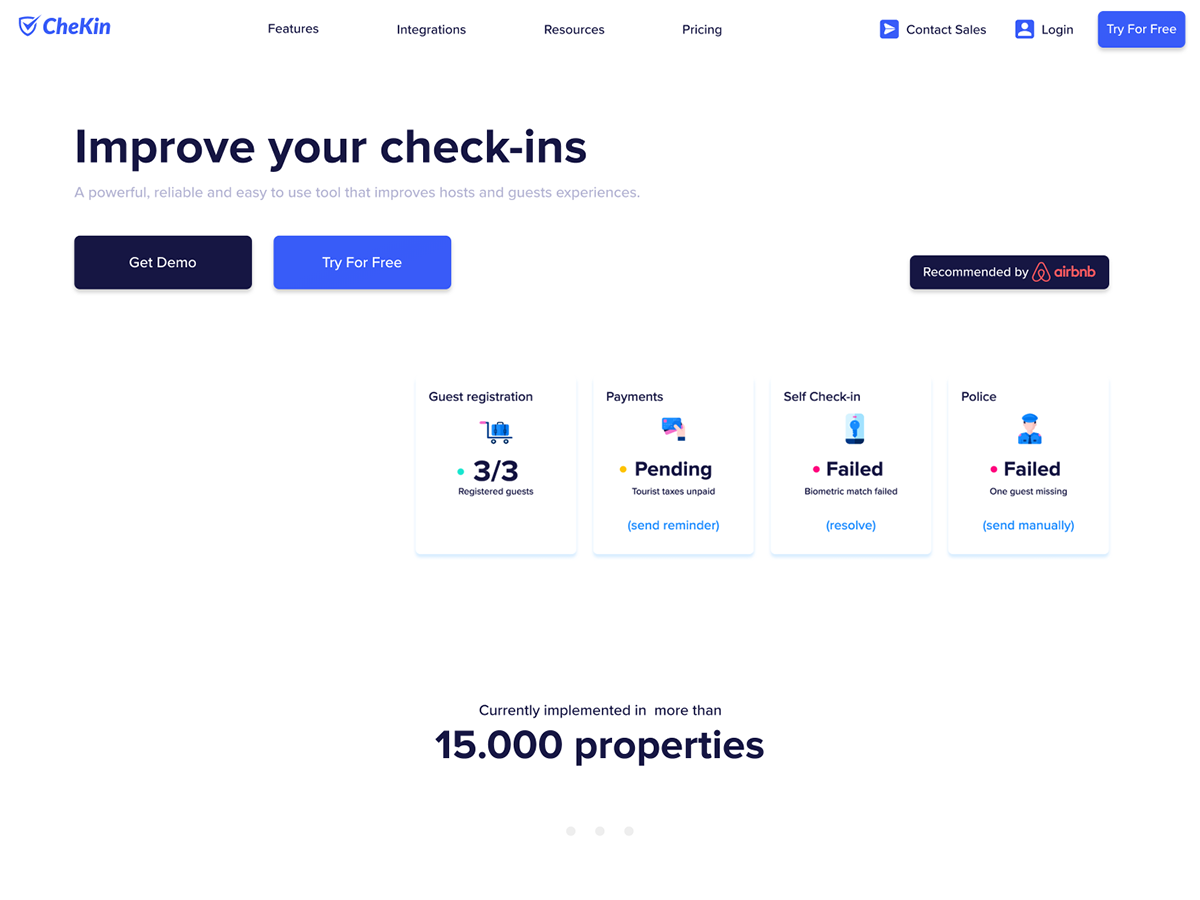 CheKin
Features
Integrations
Resources
Pricing
Contact Sales
Login
Try For Free
Improve your check-ins
A powerful, reliable and easy to use tool that improves hosts and guests experiences.
Get Demo
Try For Free
Recommended by airbnb
Guest registration
3/3
Registered guests
Payments
Pending
Tourist taxes unpaid
(send reminder)
Self Check-in
Failed
Biometric match failed
(resolve)
Police
Failed
One guest missing
(send manually)
Currently implemented in more than
15.000 properties